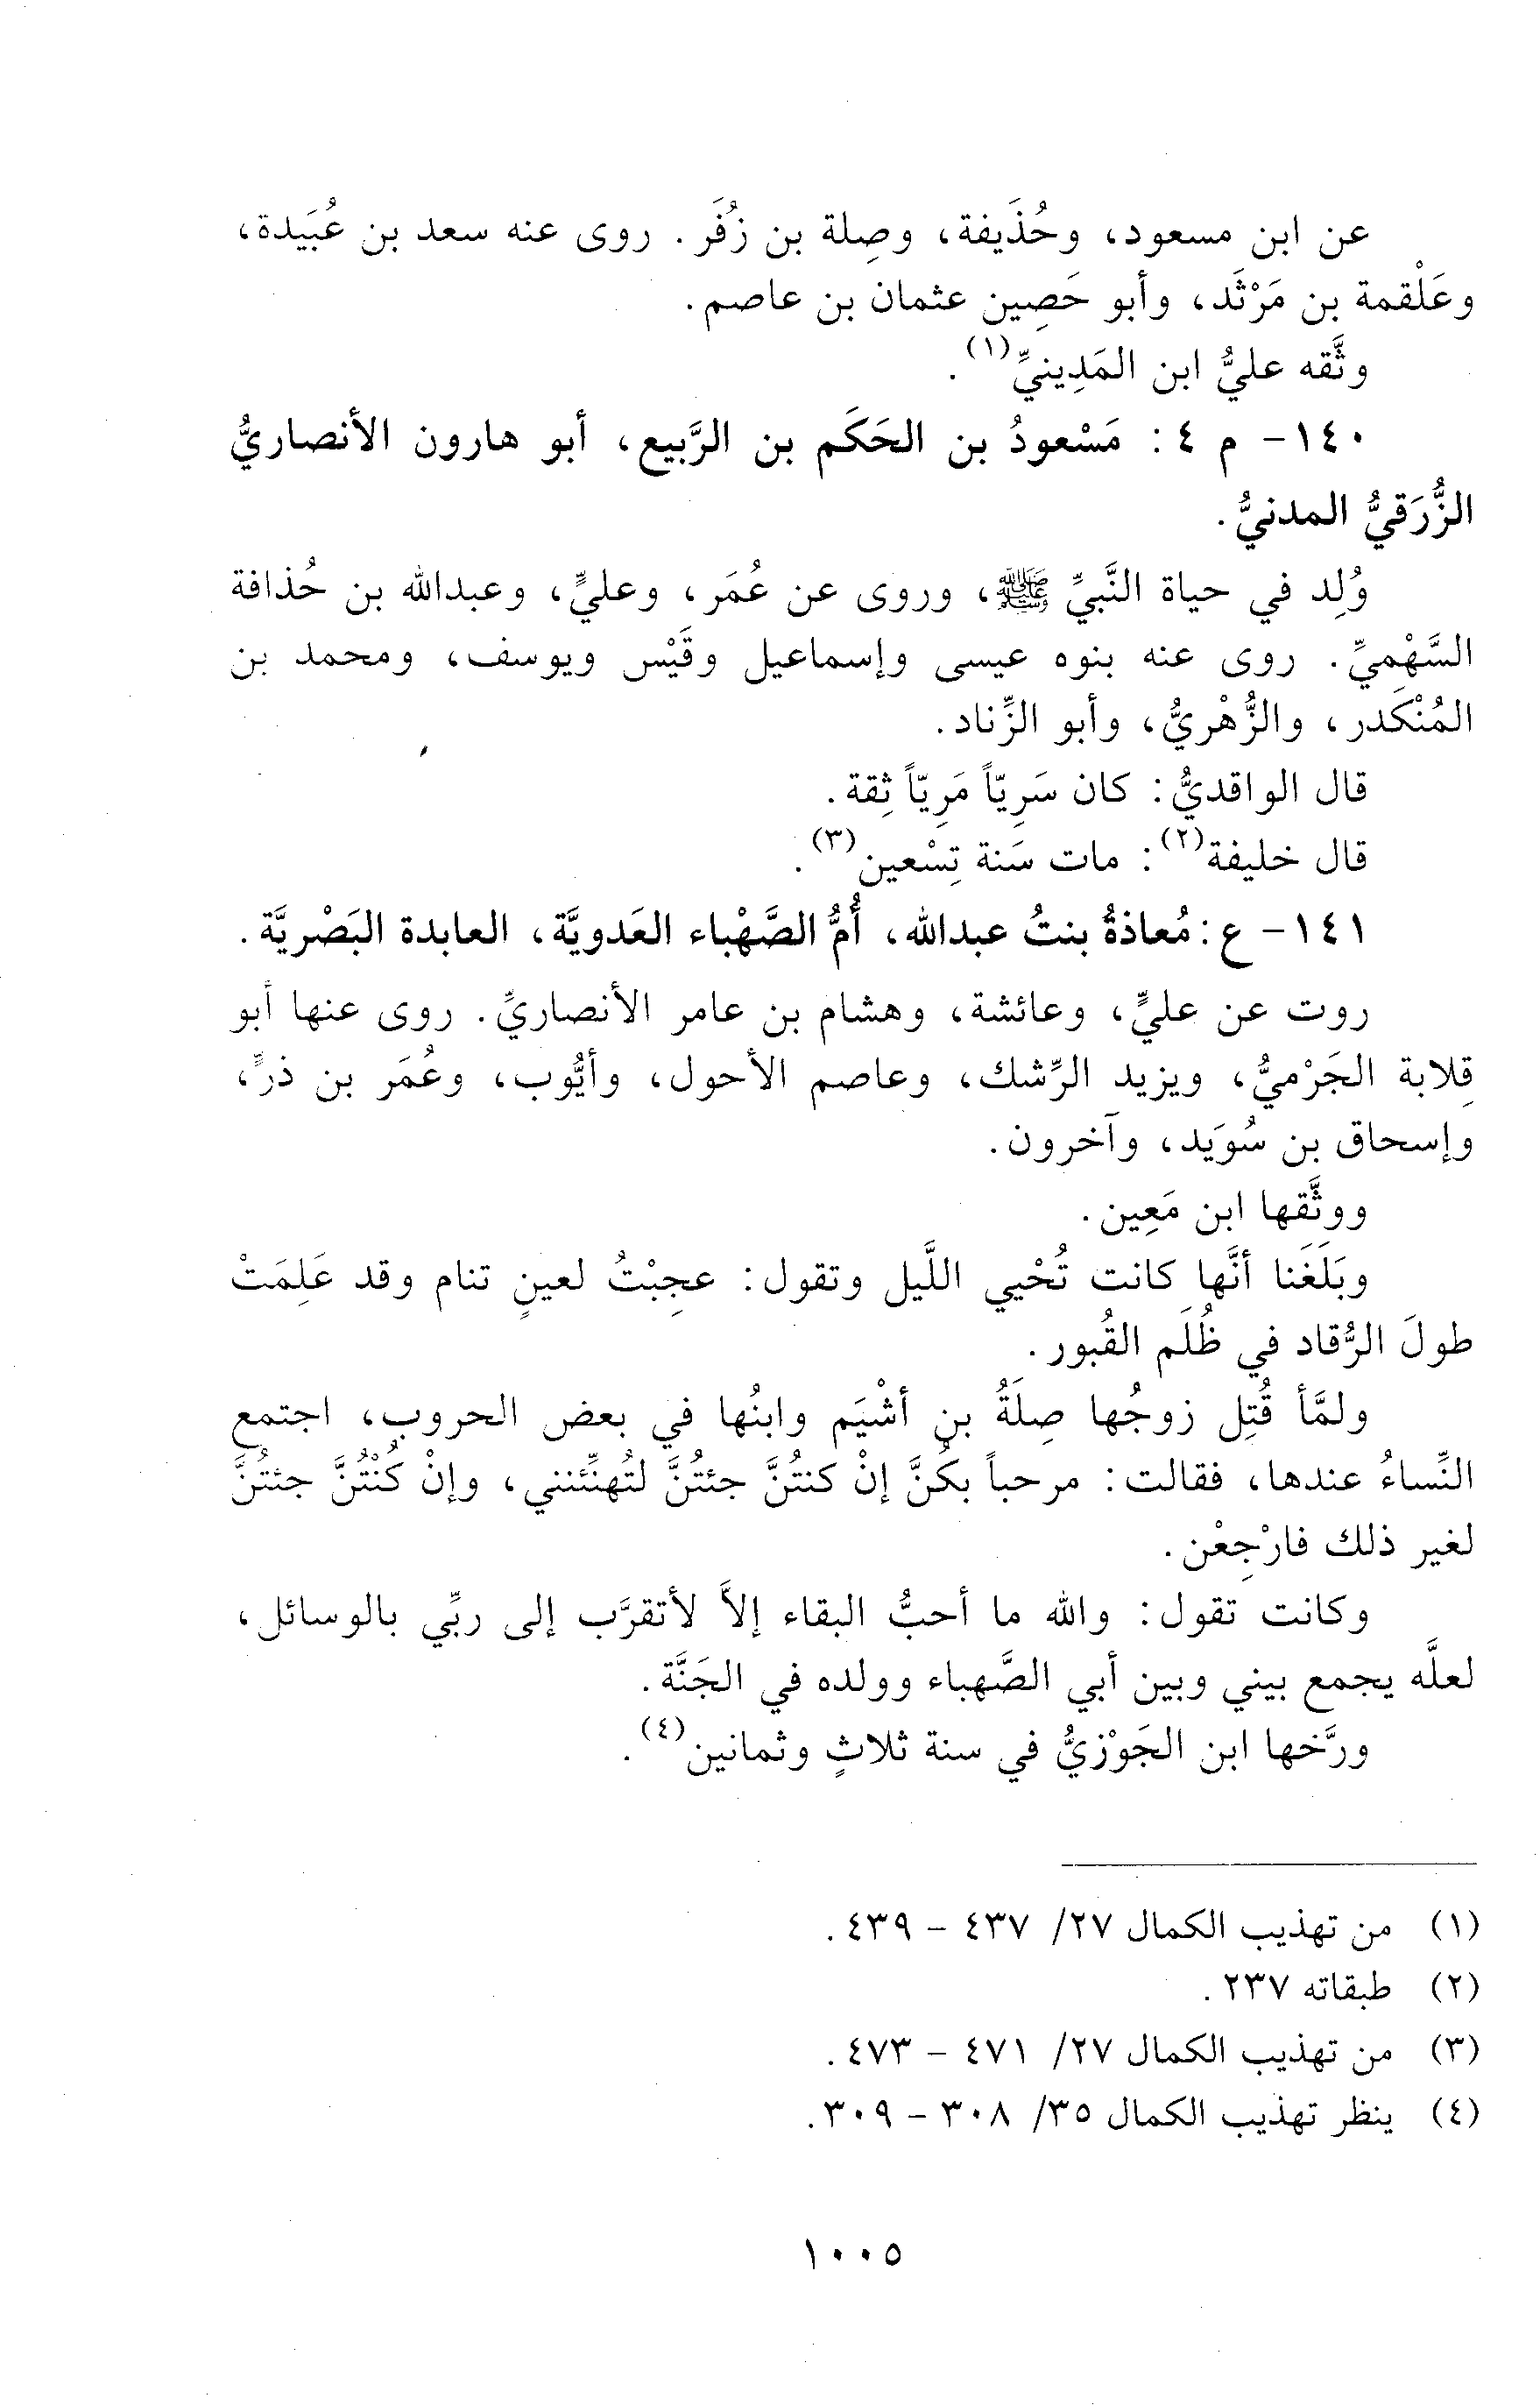 عن ابن مسعود، وحُذَيفة، وصِلة بن زُفَر. روى عنه سعد بن عُبَيدة،
وعَلْقمة بن مَرْثَد، وأبو حَصِين عثمان بن عاصم.
وثَّقه عليُّ ابن المَدِينيِّ(١).
١٤٠- م ٤: مَسْعودُ بن الحَكَم بن الرَّبيع، أبو هارون الأنصاريُّ
الزُّرَقيُّ المدنيُّ.
وُلِد في حياة النَّبيِّ ﷺ، وروى عن عُمَر، وعليٍّ، وعبدالله بن حُذافة
السَّهْميِّ. روى عنه بنوه عيسى وإسماعيل وقَيْس ويوسف، ومحمد بن
المُنْكَدر، والزُّهْريُّ، وأبو الزِّناد.
قال الواقديُّ: كان سَرِيّاً مَرِيّاً ثِقة.
قال خليفة(٢): مات سَنة تِسْعين(٣).
١٤١- ع: مُعاذةُ بنتُ عبدالله، أُمُّ الصَّهْباء العَدويَّة، العابدة البَصْريَّة.
روت عن عليٍّ، وعائشة، وهشام بن عامر الأنصاريِّ. روى عنها أبو
قِلابة الجَرْميُّ، ويزيد الرِّشك، وعاصم الأحول، وأيُّوب، وعُمَر بن ذرٍّ،
وإسحاق بن سُوَيد، وآخرون.
ووثَّقها ابن مَعِين.
وبَلَغَنا أنَّها كانت تُحْيي اللَّيل وتقول: عجِبْتُ لعينٍ تنام وقد عَلِمَتْ
طولَ الرُّقاد في ظُلَم القُبور.
ولمَّأ قُتِل زوجُها صِلَةُ بن أشْيَم وابنُها في بعض الحروب، اجتمع
النِّساءُ عندها، فقالت: مرحباً بكُنَّ إنْ كنتُنَّ جئتُنَّ لتُهنِّئنني، وإنْ كُنْتُنَّ جئتُنَّ
لغير ذلك فارْجِعْن.
وكانت تقول: والله ما أحبُّ البقاء إلاَّ لأتقرَّب إلى ربِّي بالوسائل،
لعلَّه يجمع بيني وبين أبي الصَّهباء وولده في الجَنَّة.
ورَّخها ابن الجَوْزيُّ في سنة ثلاثٍ وثمانين(٤).
(١) من تهذيب الكمال ٢٧/ ٤٣٧ - ٤٣٩.
(٢) طبقاته ٢٣٧.
(٣) من تهذيب الكمال ٢٧/ ٤٧١ - ٤٧٣.
(٤) ينظر تهذيب الكمال ٣٥/ ٣٠٨ - ٣٠٩.
١٠٠٥